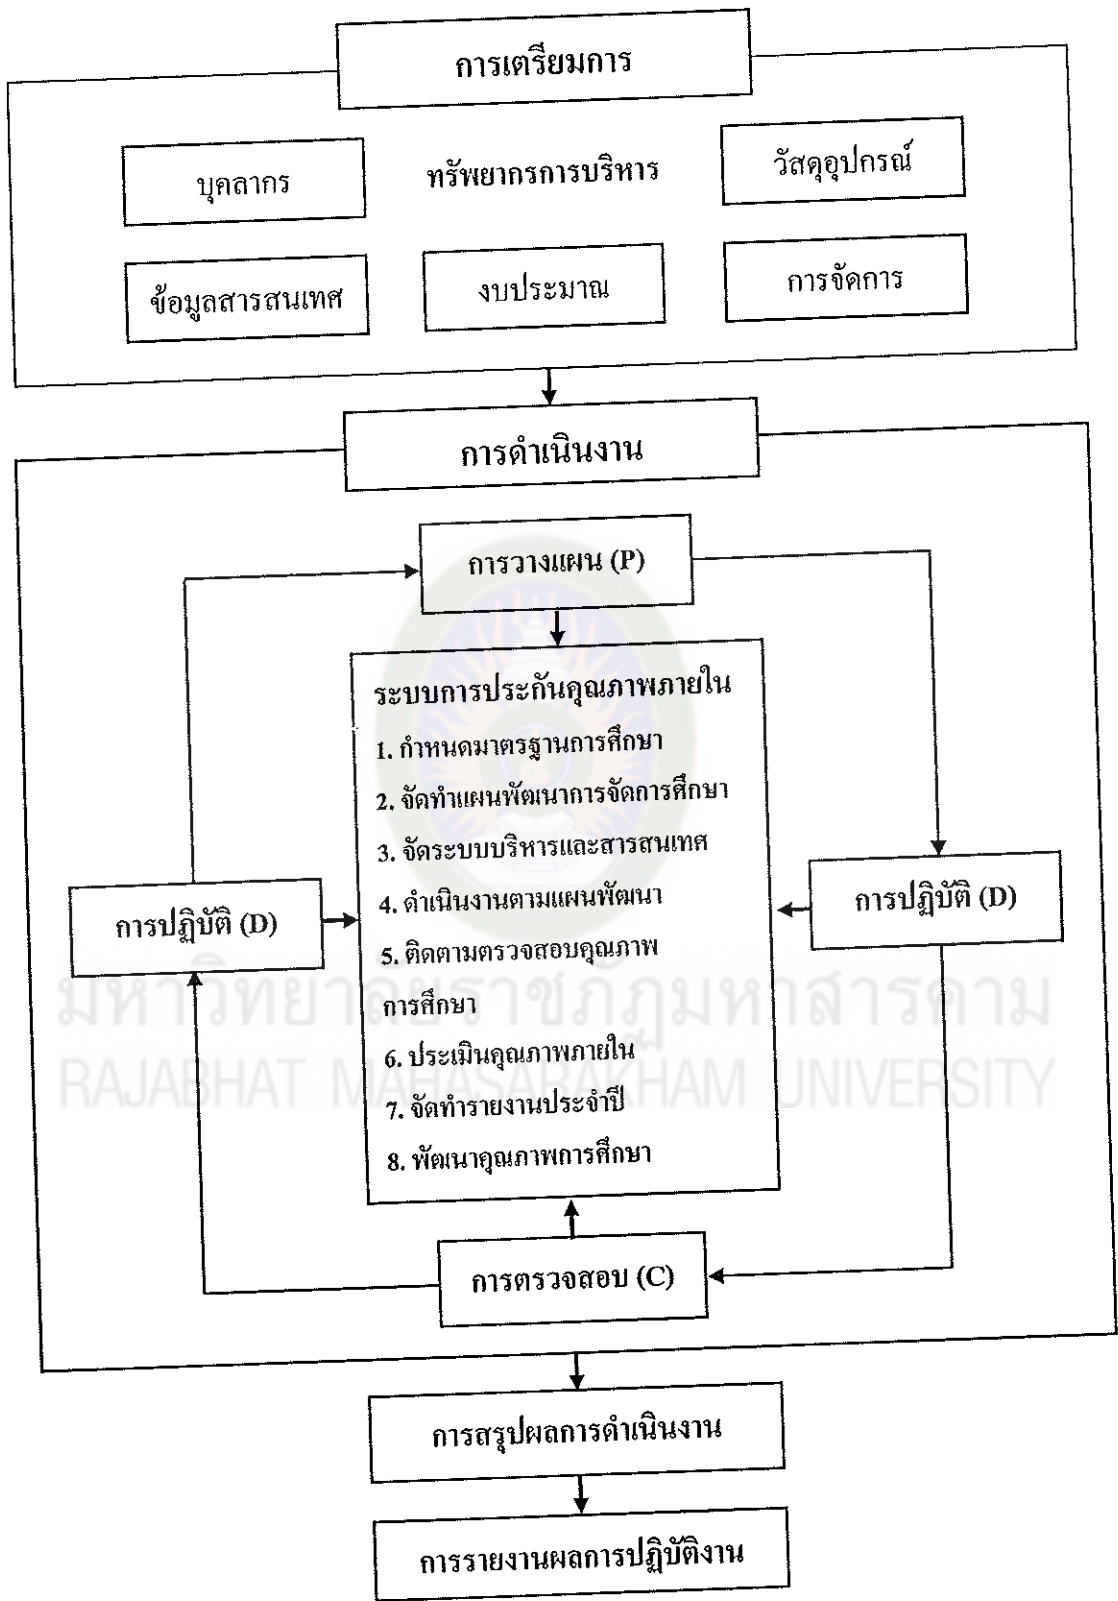 การเตรียมการ
บุคลากร
ทรัพยากรการบริหาร
วัสดุอุปกรณ์
ข้อมูลสารสนเทศ
งบประมาณ
การจัดการ
การดำเนินงาน
การวางแผน (P)
ระบบการประกันคุณภาพภายใน
1. กำหนดมาตรฐานการศึกษา
2. จัดทำแผนพัฒนาการจัดการศึกษา
3. จัดระบบบริหารและสารสนเทศ
4. ดำเนินงานตามแผนพัฒนา
5. ติดตามตรวจสอบคุณภาพ
การศึกษา
6. ประเมินคุณภาพภายใน
7. จัดทำรายงานประจำปี
8. พัฒนาคุณภาพการศึกษา
การปฏิบัติ (D)
การปฏิบัติ (D)
มหาวิทยาลัยราชภัฏมหาสารคาม
RAJABHAT MAHASARAKHAM UNIVERSITY
การตรวจสอบ (C)
การสรุปผลการดำเนินงาน
การรายงานผลการปฏิบัติงาน